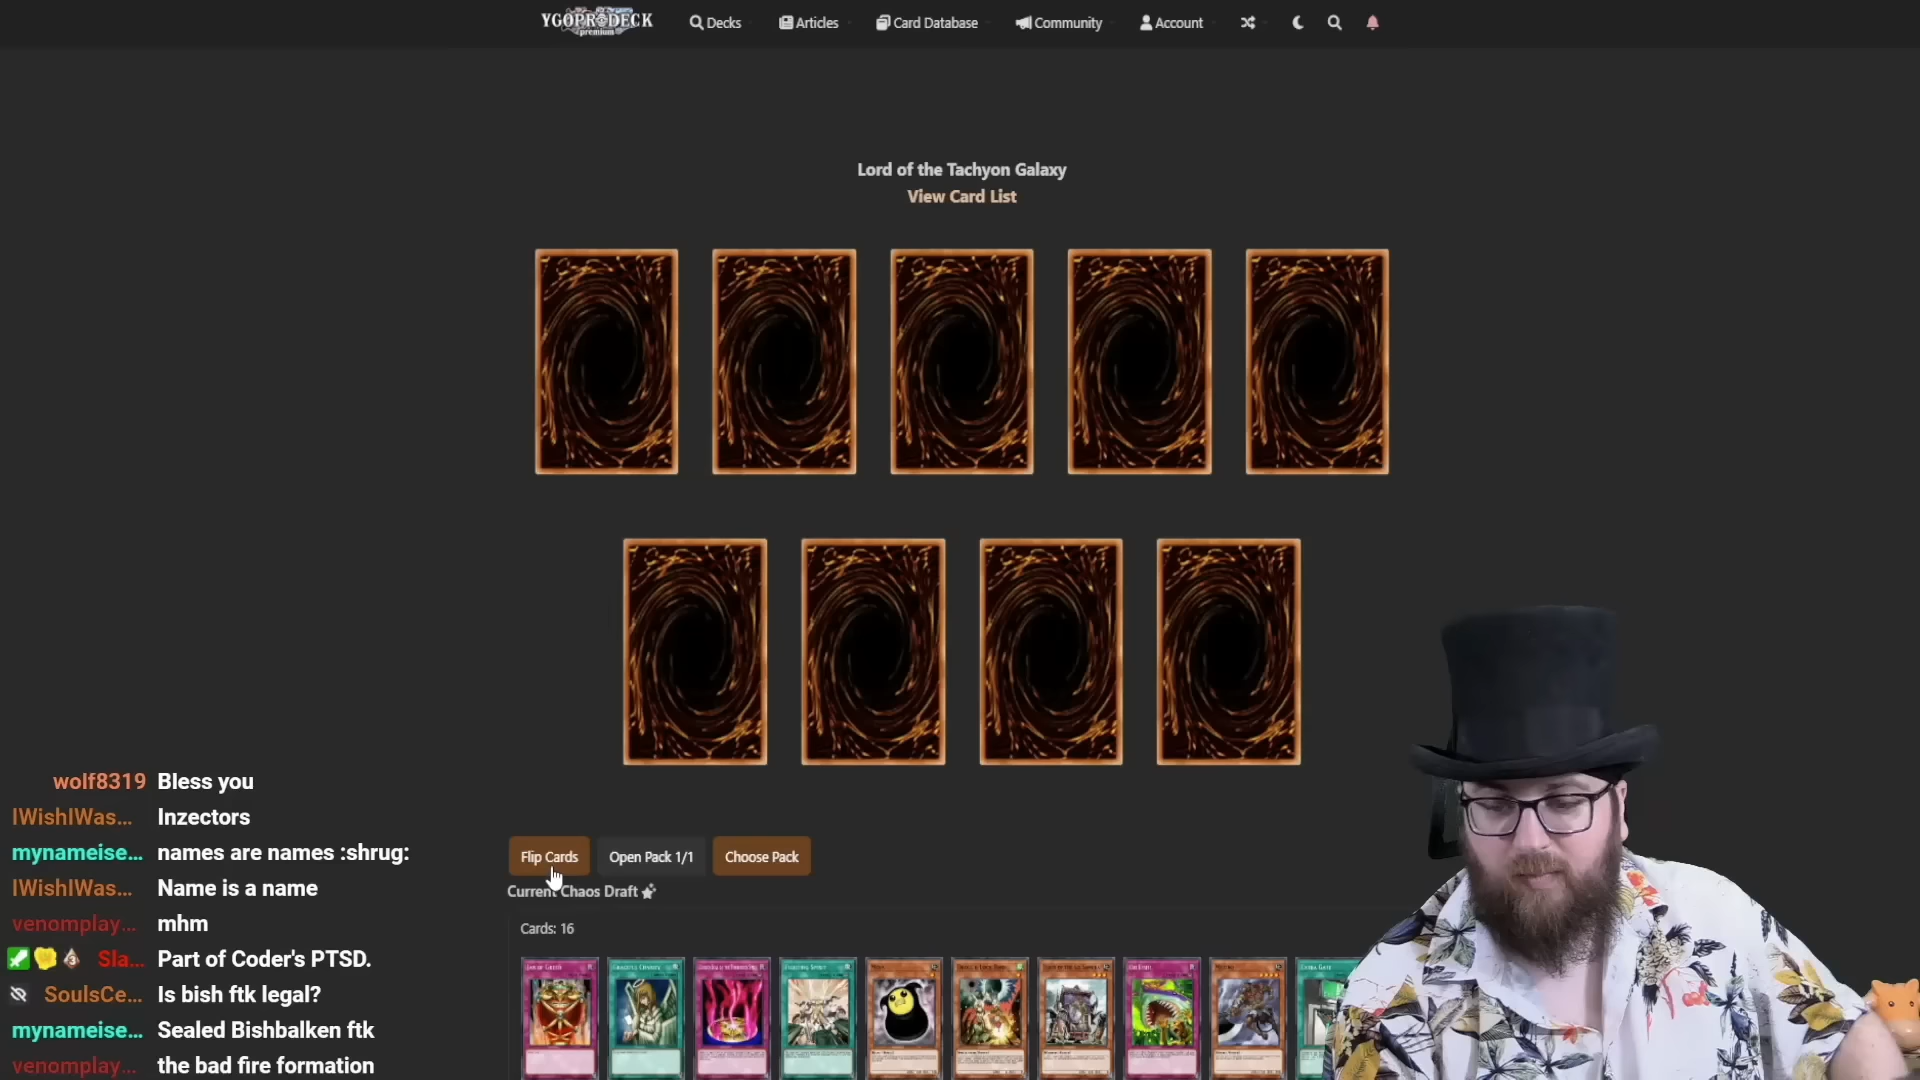 YGOPRODECK
premium
Decks
Articles
Card Database
Community
Account
Lord of the Tachyon Galaxy
View Card List
Flip Cards
Open Pack 1/1
Choose Pack
Current Chaos Draft
Cards: 16
wolf8319 Bless you
IWishIWas... Inzectors
mynameise... names are names :shrug:
IWishIWas... Name is a name
venomplay... mhm
Sla... Part of Coder's PTSD.
SoulsCe... Is bish ftk legal?
mynameise... Sealed Bishbalken ftk
venomplay... the bad fire formation